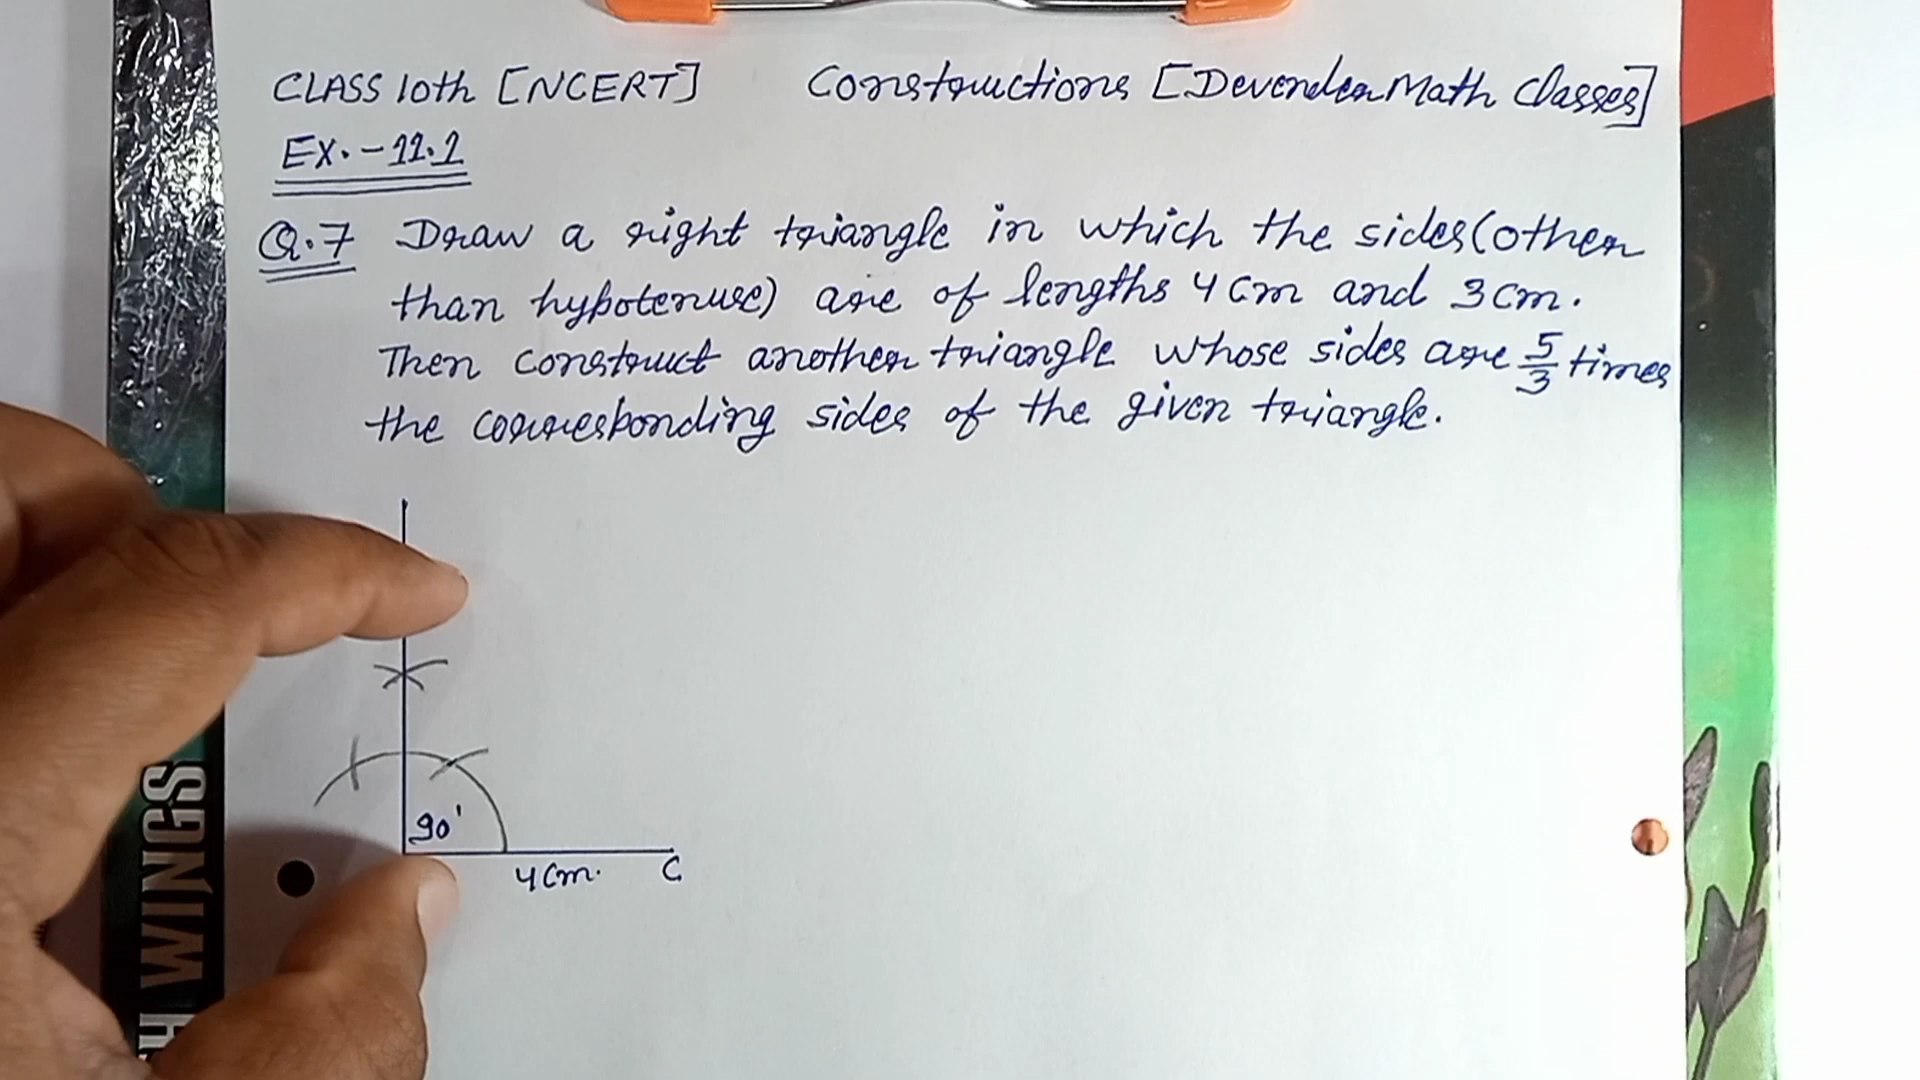 CLASS 10th [NCERT] Constructions [Devender Math Classes]
EX. - 11.1
Q.7 Draw a right triangle in which the sides (other
than hypotenuse) are of lengths 4 cm and 3 cm.
Then construct another triangle whose sides are 5/3 times
the corresponding sides of the given triangle.
90'
4 cm. C
WINGS